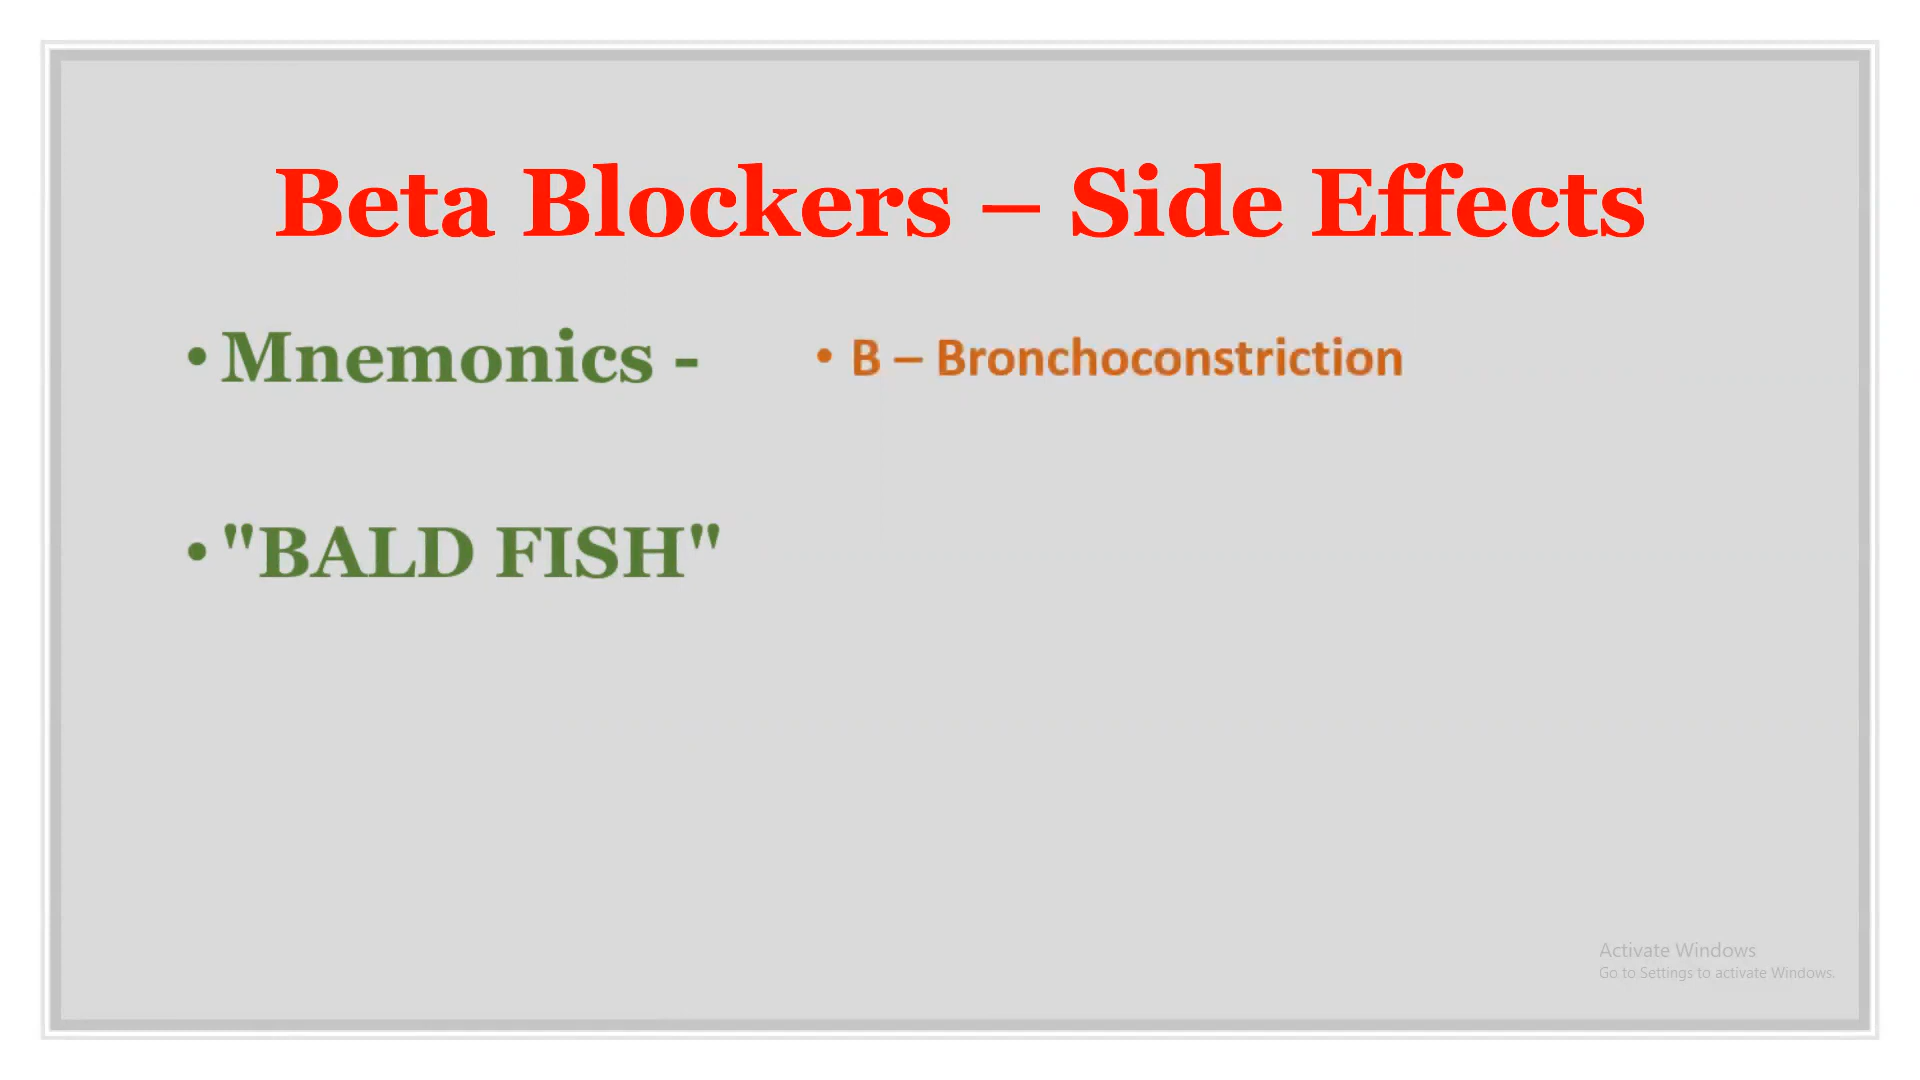 Beta Blockers – Side Effects
• Mnemonics -
• B – Bronchoconstriction
• "BALD FISH"
Activate Windows
Go to Settings to activate Windows.